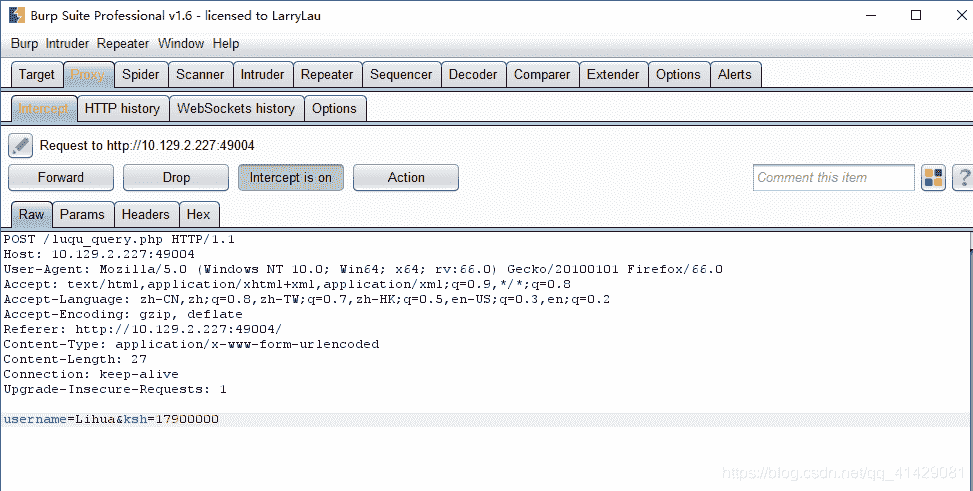 Burp Suite Professional v1.6 - licensed to LarryLau
Burp Intruder Repeater Window Help
Target Proxy Spider Scanner Intruder Repeater Sequencer Decoder Comparer Extender Options Alerts
Intercept HTTP history WebSockets history Options
Request to http://10.129.2.227:49004
Forward Drop Intercept is on Action Comment this item ?
Raw Params Headers Hex
POST /luqu_query.php HTTP/1.1
Host: 10.129.2.227:49004
User-Agent: Mozilla/5.0 (Windows NT 10.0; Win64; x64; rv:66.0) Gecko/20100101 Firefox/66.0
Accept: text/html,application/xhtml+xml,application/xml;q=0.9,*/*;q=0.8
Accept-Language: zh-CN,zh;q=0.8,zh-TW;q=0.7,zh-HK;q=0.5,en-US;q=0.3,en;q=0.2
Accept-Encoding: gzip, deflate
Referer: http://10.129.2.227:49004/
Content-Type: application/x-www-form-urlencoded
Content-Length: 27
Connection: keep-alive
Upgrade-Insecure-Requests: 1
username=Lihua&ksh=17900000
https://blog.csdn.net/qq_41429081